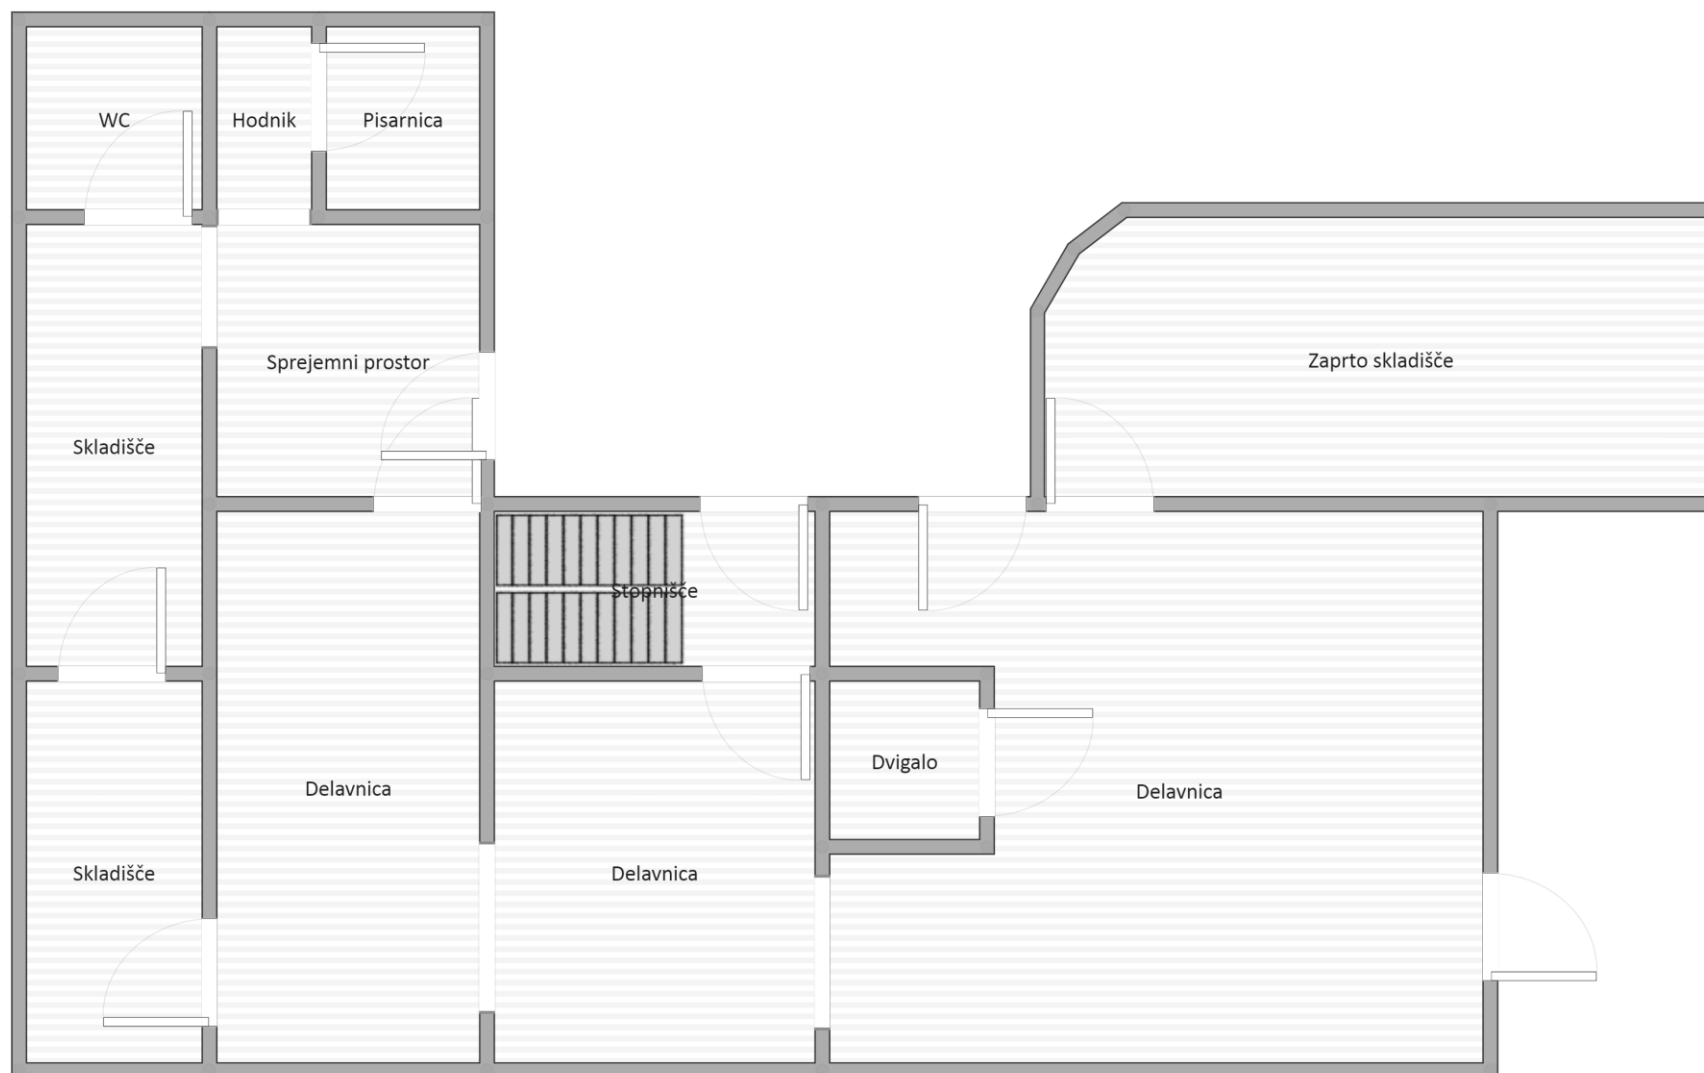 WC
Hodnik
Pisarnica
Sprejemni prostor
Zaprto skladišče
Skladišče
Stopnišče
Dvigalo
Delavnica
Delavnica
Skladišče
Delavnica